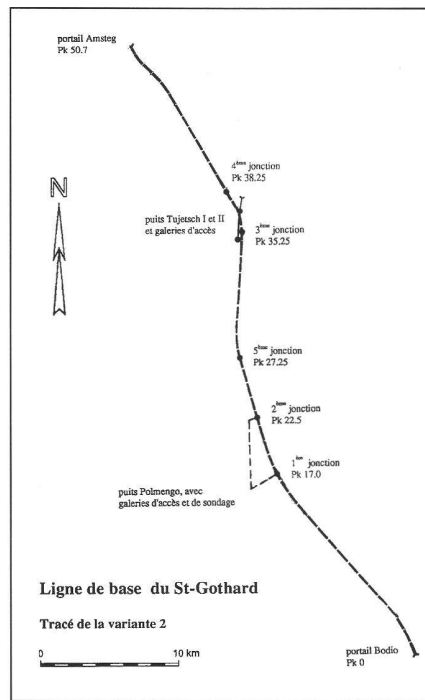 portail Amsteg
Pk 50.7
N
4ème jonction
Pk 38.25
puits Tujetsch I et II
et galeries d'accès
3ème jonction
Pk 35.25
5ème jonction
Pk 27.25
2ème jonction
Pk 22.5
1ère jonction
Pk 17.0
puits Polmengo, avec
galeries d'accès et de sondage
Ligne de base du St-Gothard
Tracé de la variante 2
0 10 km
portail Bodio
Pk 0